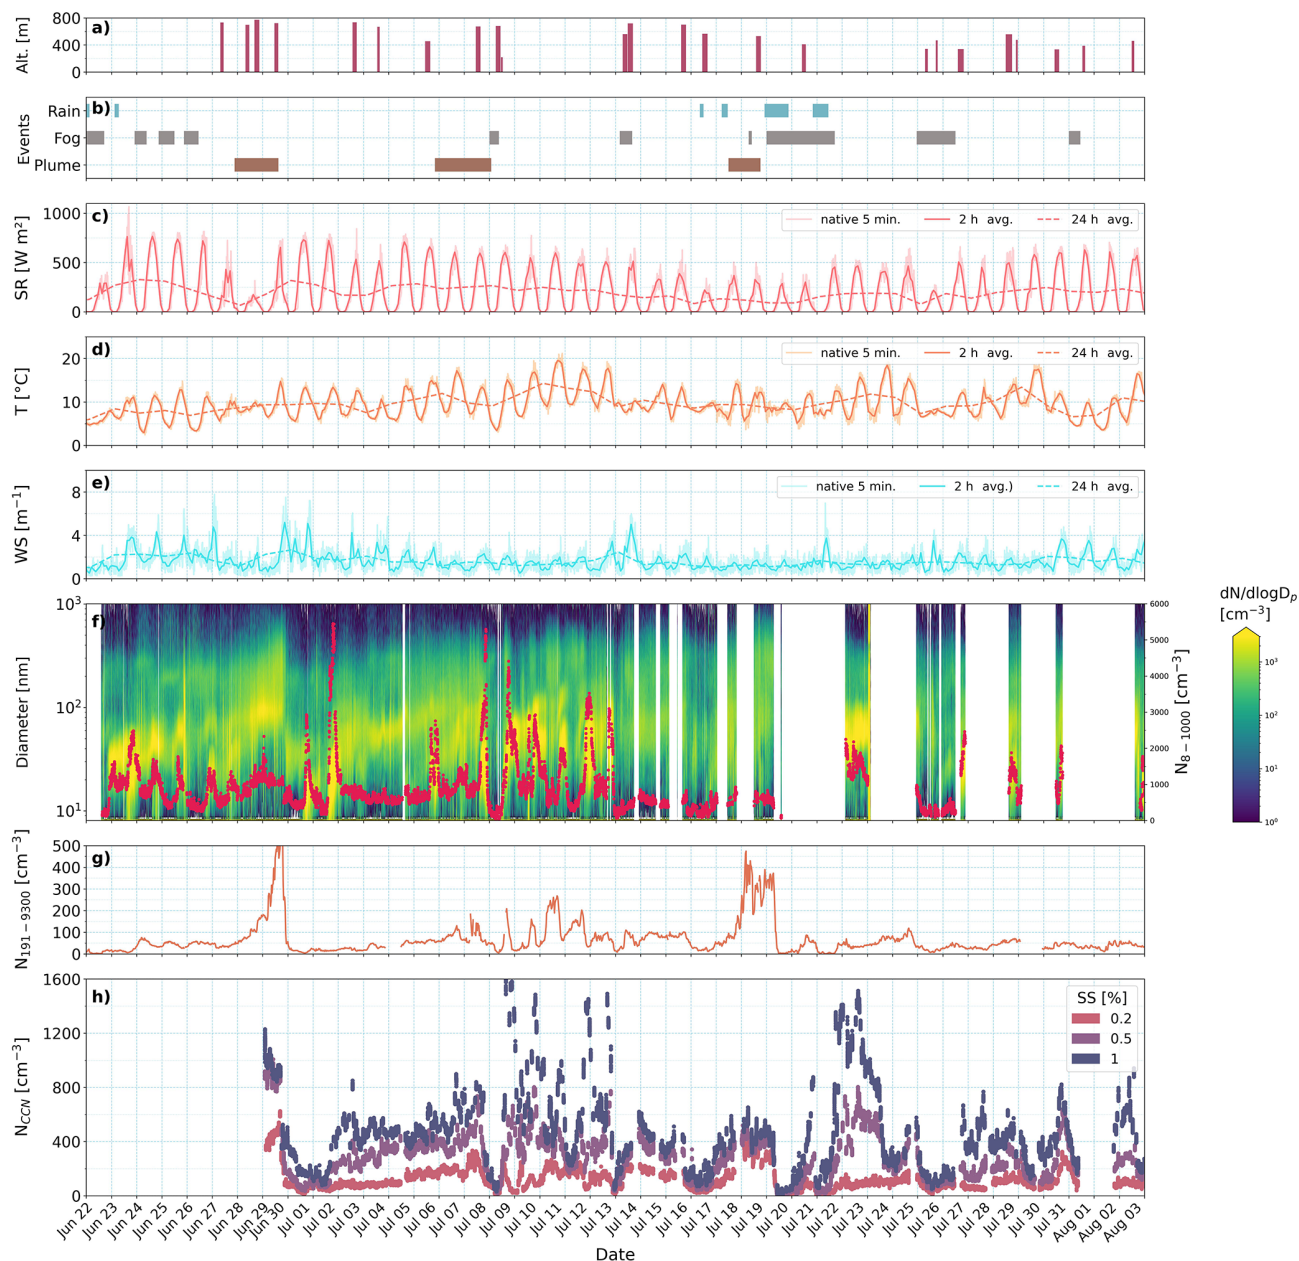 a)
Alt. [m]
800
400
0
b)
Events
Rain
Fog
Plume
c)
SR [W m²]
1000
500
0
native 5 min. 2 h avg. 24 h avg.
d)
T [°C]
20
10
0
native 5 min. 2 h avg. 24 h avg.
e)
WS [m⁻¹]
8
4
0
native 5 min. 2 h avg.) 24 h avg.
f)
Diameter [nm]
10³
10²
10¹
6000
5000
4000
3000
2000
1000
0
N₈₋₁₀₀₀ [cm⁻³]
dN/dlogDₚ
[cm⁻³]
10³
10²
10¹
10⁰
g)
N₁₉₁₋₉₃₀₀ [cm⁻³]
500
400
300
200
100
0
h)
N_CCN [cm⁻³]
1600
1200
800
400
0
SS [%]
0.2
0.5
1
Jun 22 Jun 23 Jun 24 Jun 25 Jun 26 Jun 27 Jun 28 Jun 29 Jun 30 Jul 01 Jul 02 Jul 03 Jul 04 Jul 05 Jul 06 Jul 07 Jul 08 Jul 09 Jul 10 Jul 11 Jul 12 Jul 13 Jul 14 Jul 15 Jul 16 Jul 17 Jul 18 Jul 19 Jul 20 Jul 21 Jul 22 Jul 23 Jul 24 Jul 25 Jul 26 Jul 27 Jul 28 Jul 29 Jul 30 Jul 31 Aug 01 Aug 02 Aug 03
Date